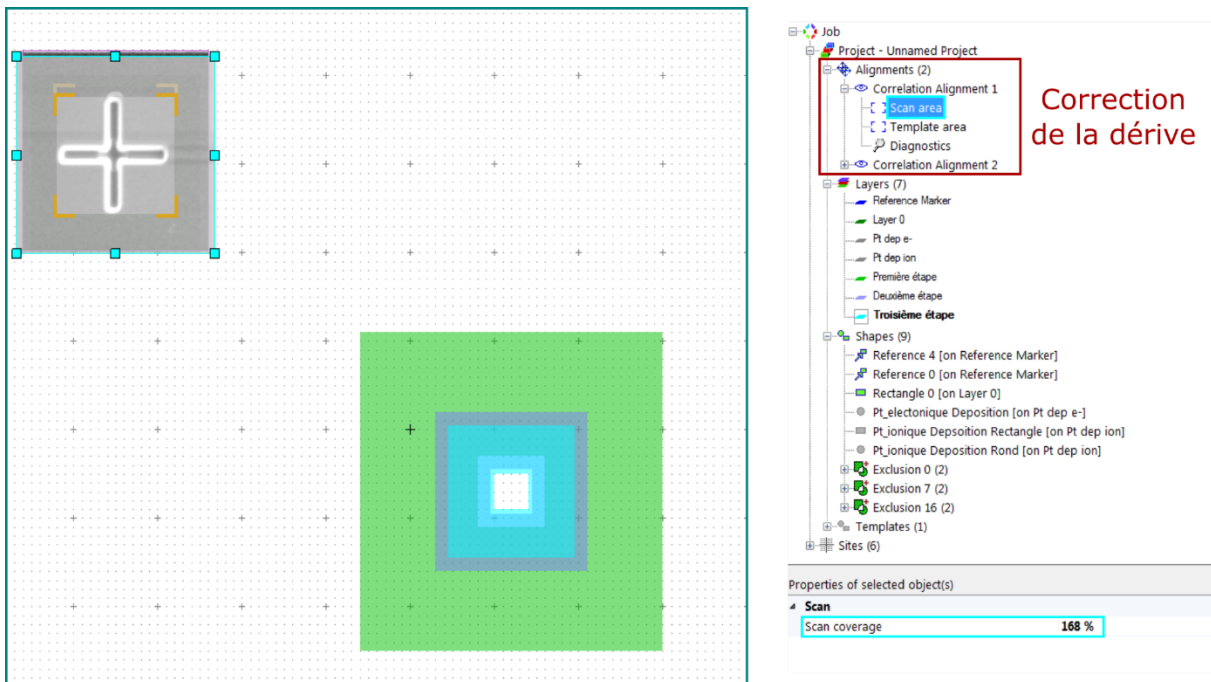 Job
Project - Unnamed Project
Alignments (2)
Correlation Alignment 1
Scan area
Template area
Diagnostics
Correlation Alignment 2
Correction
de la dérive
Layers (7)
Reference Marker
Layer 0
Pt dep e-
Pt dep ion
Première étape
Deuxième étape
Troisième étape
Shapes (9)
Reference 4 [on Reference Marker]
Reference 0 [on Reference Marker]
Rectangle 0 [on Layer 0]
Pt_electonique Deposition [on Pt dep e-]
Pt_ionique Depsoition Rectangle [on Pt dep ion]
Pt_ionique Depsoition Rond [on Pt dep ion]
Exclusion 0 (2)
Exclusion 7 (2)
Exclusion 16 (2)
Templates (1)
Sites (6)
Properties of selected object(s)
Scan
Scan coverage 168 %